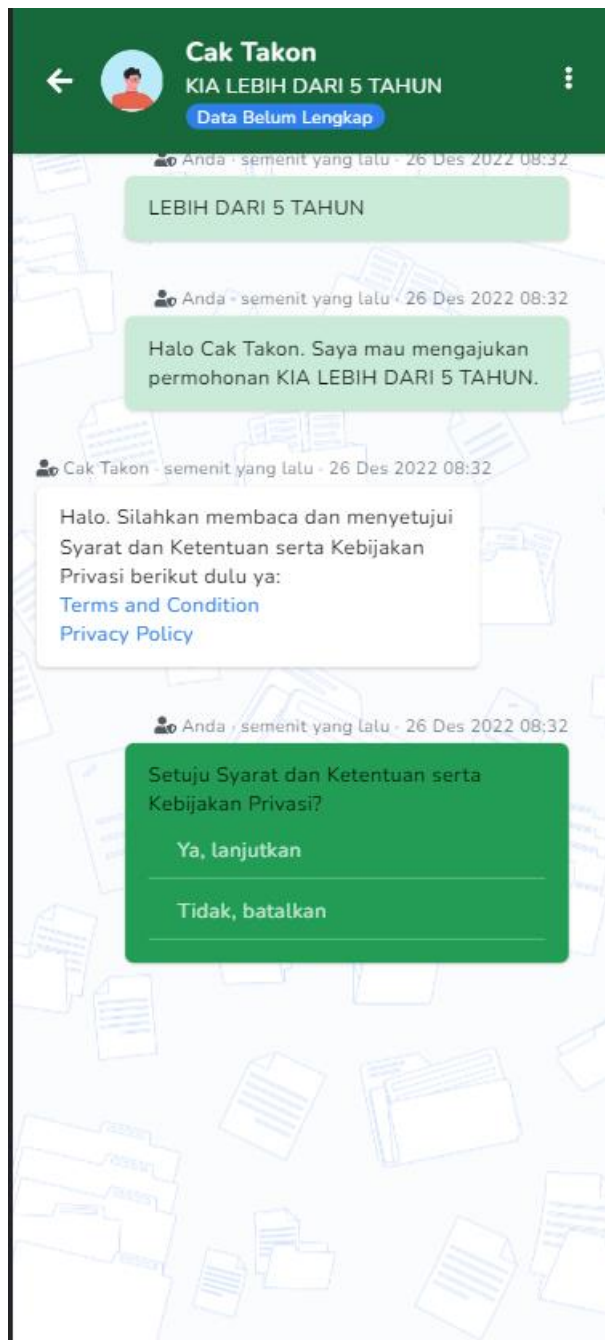 Cak Takon
KIA LEBIH DARI 5 TAHUN
Data Belum Lengkap
Anda · semenit yang lalu · 26 Des 2022 08:32
LEBIH DARI 5 TAHUN
Anda · semenit yang lalu · 26 Des 2022 08:32
Halo Cak Takon. Saya mau mengajukan
permohonan KIA LEBIH DARI 5 TAHUN.
Cak Takon · semenit yang lalu · 26 Des 2022 08:32
Halo. Silahkan membaca dan menyetujui
Syarat dan Ketentuan serta Kebijakan
Privasi berikut dulu ya:
Terms and Condition
Privacy Policy
Anda · semenit yang lalu · 26 Des 2022 08:32
Setuju Syarat dan Ketentuan serta
Kebijakan Privasi?
Ya, lanjutkan
Tidak, batalkan